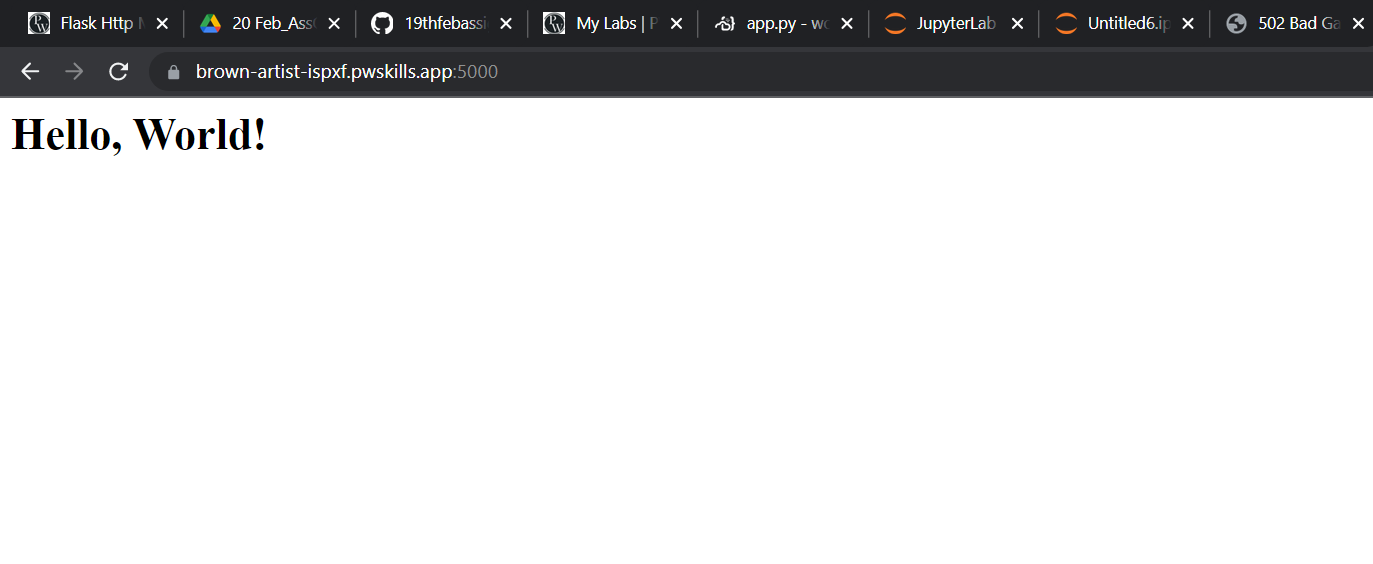 Flask Http 20 Feb_Ass 19thfebassi My Labs | P app.py - wo JupyterLab Untitled6.ip 502 Bad Ga
brown-artist-ispxf.pwskills.app:5000
Hello, World!